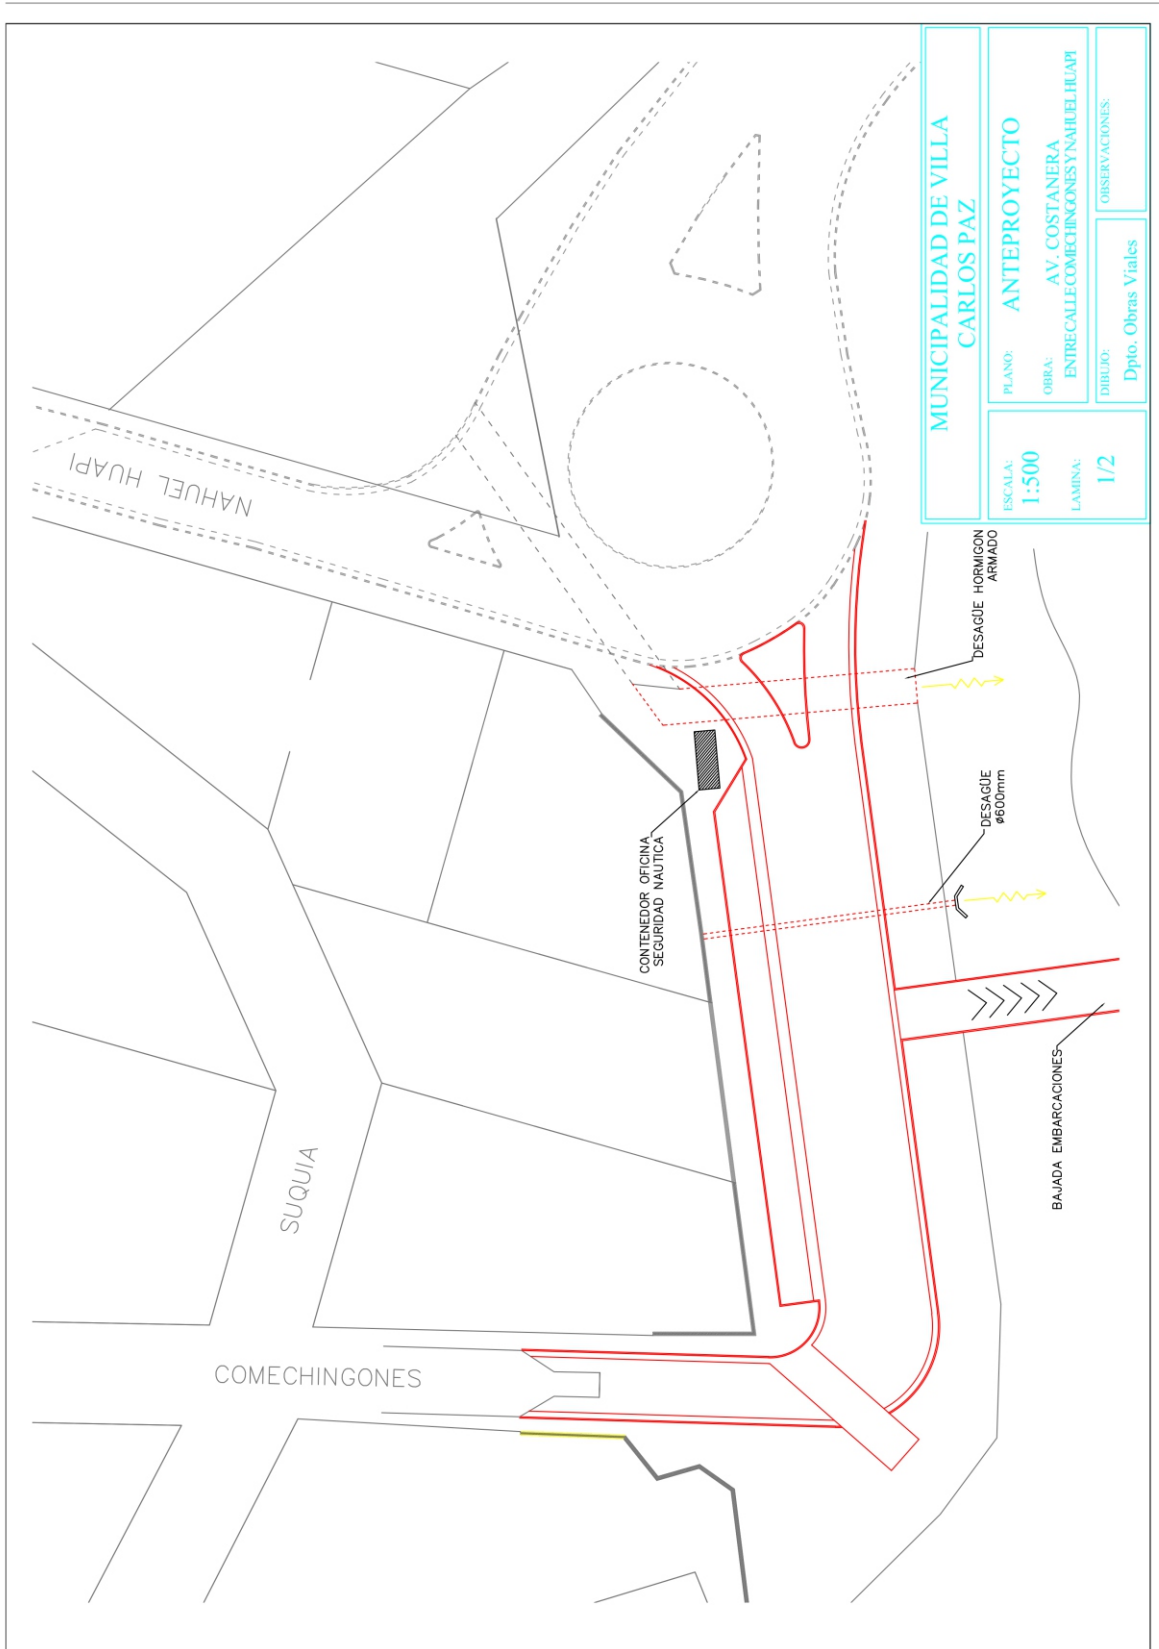 MUNICIPALIDAD DE VILLA
CARLOS PAZ
ESCALA:
1:500
LAMINA:
1/2
PLANO:
ANTEPROYECTO
OBRA:
AV. COSTANERA
ENTRE CALLE COMECHINGONES Y NAHUEL HUAPI
DIBUJO:
Dpto. Obras Viales
OBSERVACIONES:
NAHUEL HUAPI
DESAGÜE HORMIGON
ARMADO
DESAGÜE
ø600mm
CONTENEDOR OFICINA
SEGURIDAD NAUTICA
BAJADA EMBARCACIONES
SUQUIA
COMECHINGONES